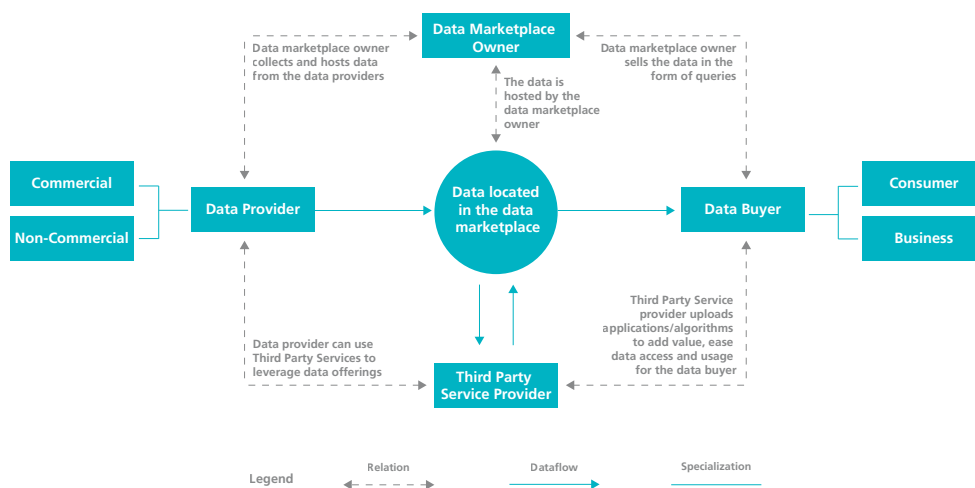 Data Marketplace
Owner
Data marketplace owner
collects and hosts data
from the data providers
Data marketplace owner
sells the data in the
form of queries
The data is
hosted by the
data marketplace
owner
Commercial
Non-Commercial
Data Provider
Data located
in the data
marketplace
Data Buyer
Consumer
Business
Data provider can use
Third Party Services to
leverage data offerings
Third Party
Service Provider
Third Party Service
provider uploads
applications/algorithms
to add value, ease
data access and usage
for the data buyer
Legend
Relation
Dataflow
Specialization